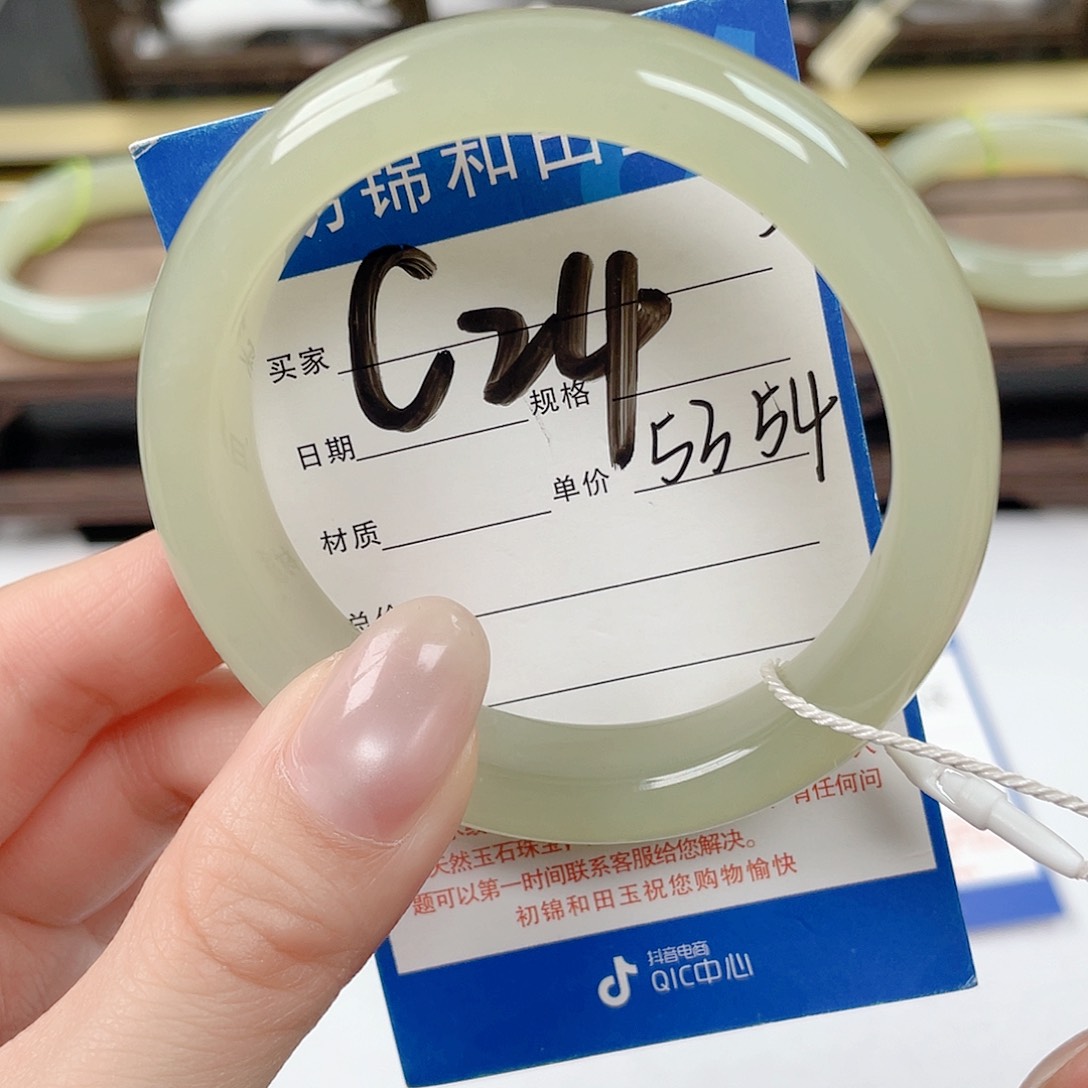 锦和田
C24
买家
规格
日期
53 54
单价
材质
总价
有任何问
天然玉石珠宝,
题可以第一时间联系客服给您解决。
初锦和田玉祝您购物愉快
抖音电商
QIC中心